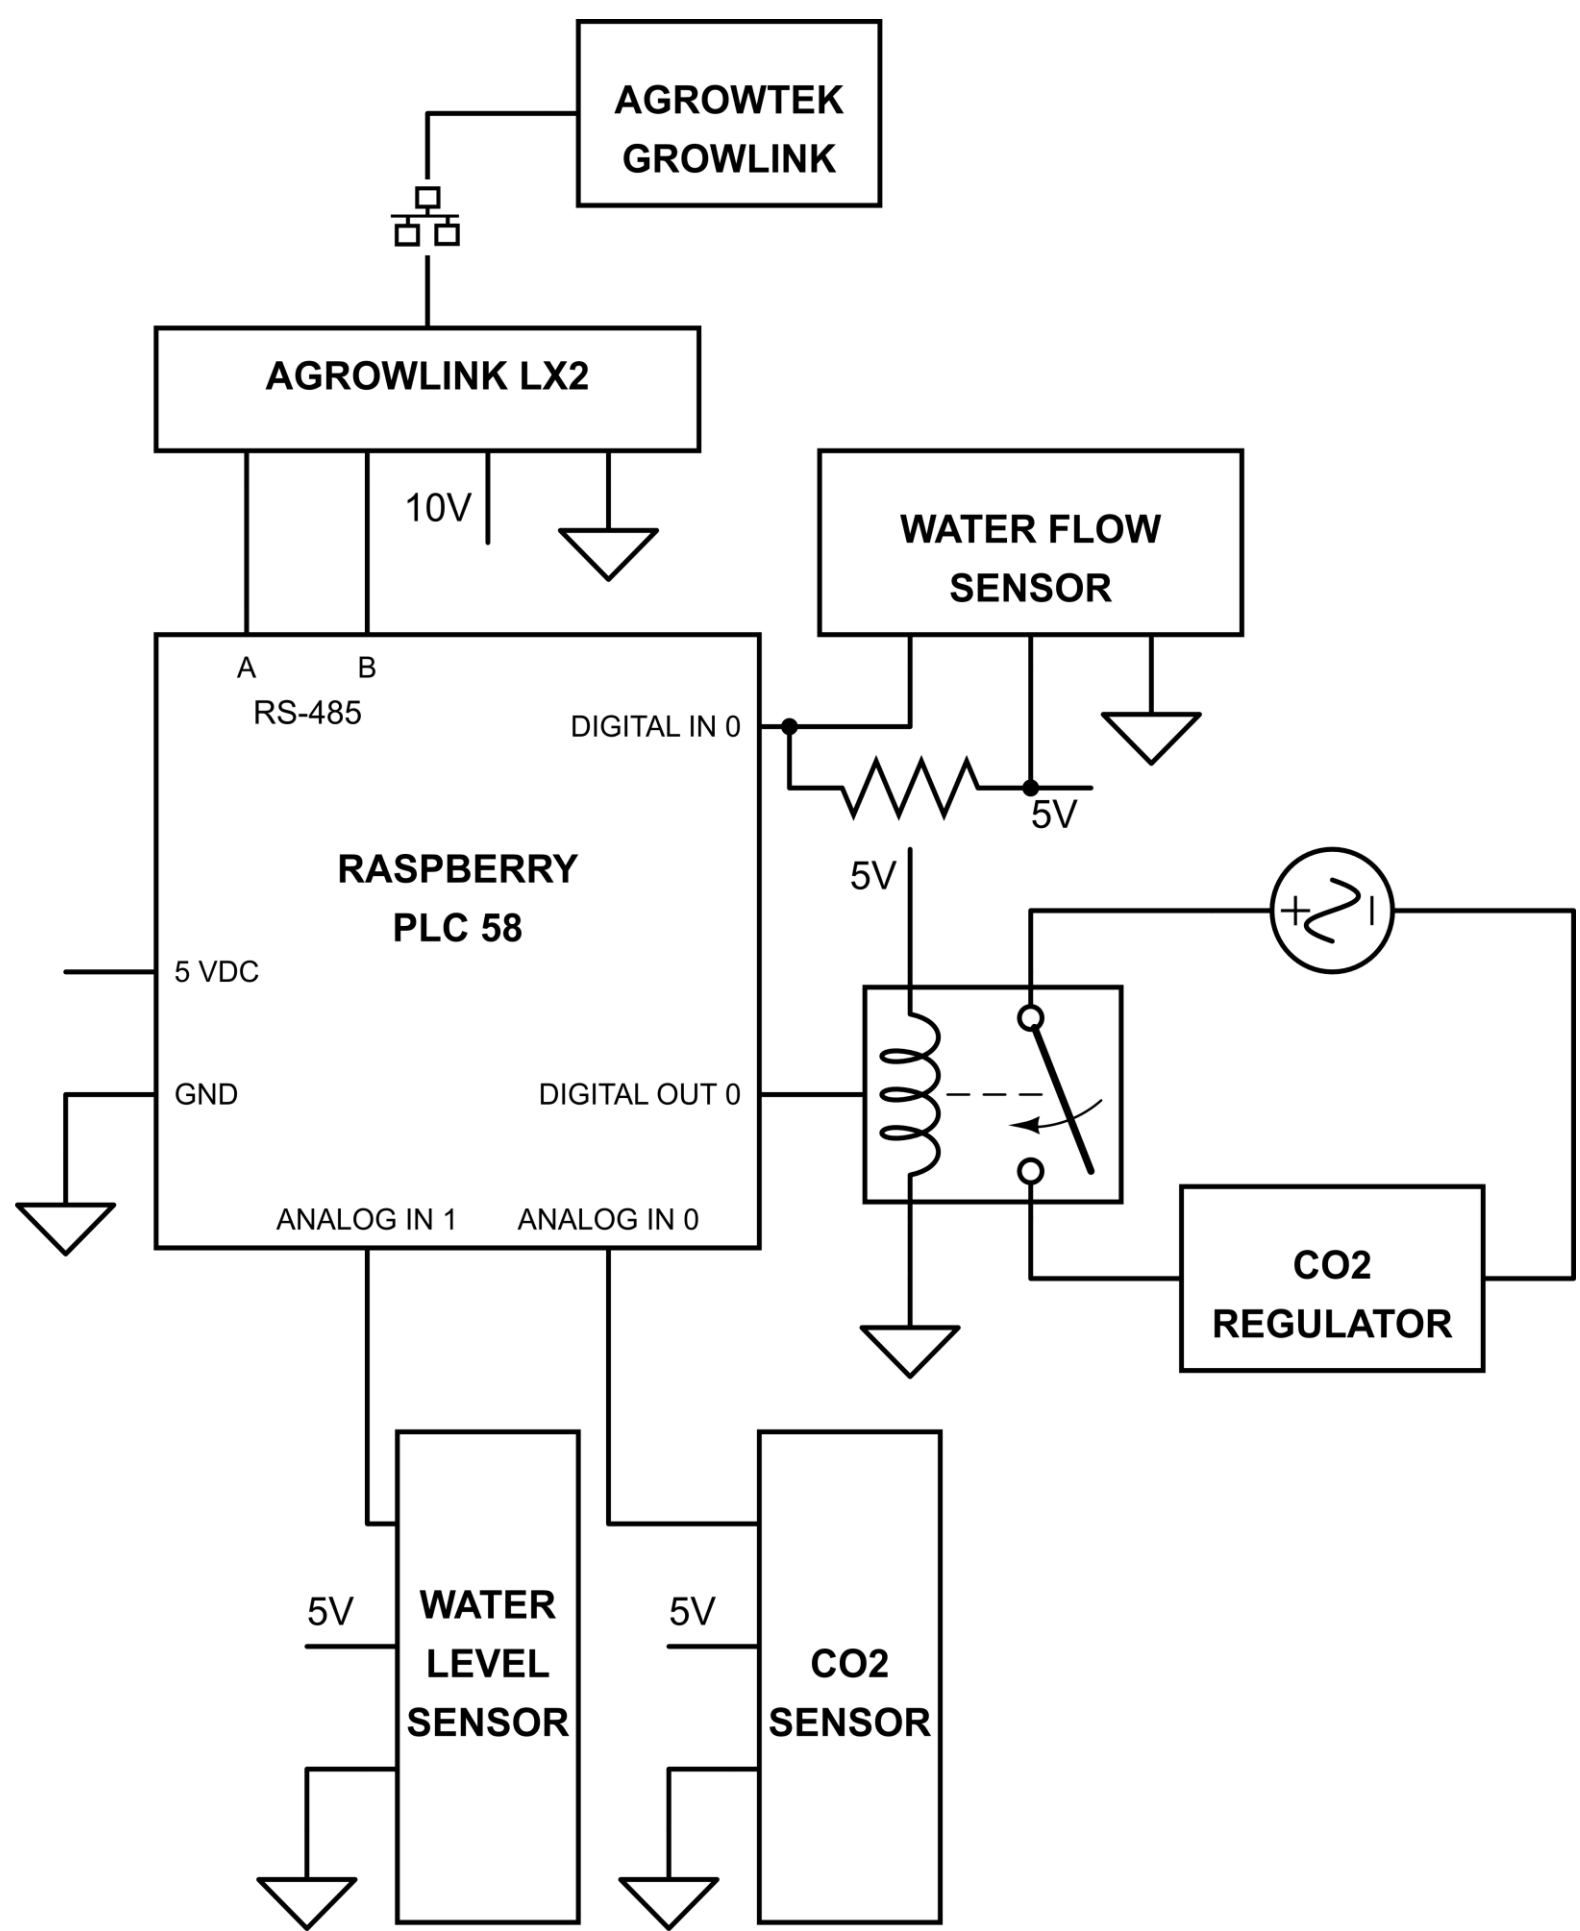 AGROWTEK
GROWLINK
AGROWLINK LX2
10V
WATER FLOW
SENSOR
A
B
RS-485
DIGITAL IN 0
5V
RASPBERRY
PLC 58
5V
5 VDC
GND
DIGITAL OUT 0
ANALOG IN 1
ANALOG IN 0
CO2
REGULATOR
5V
WATER
LEVEL
SENSOR
5V
CO2
SENSOR